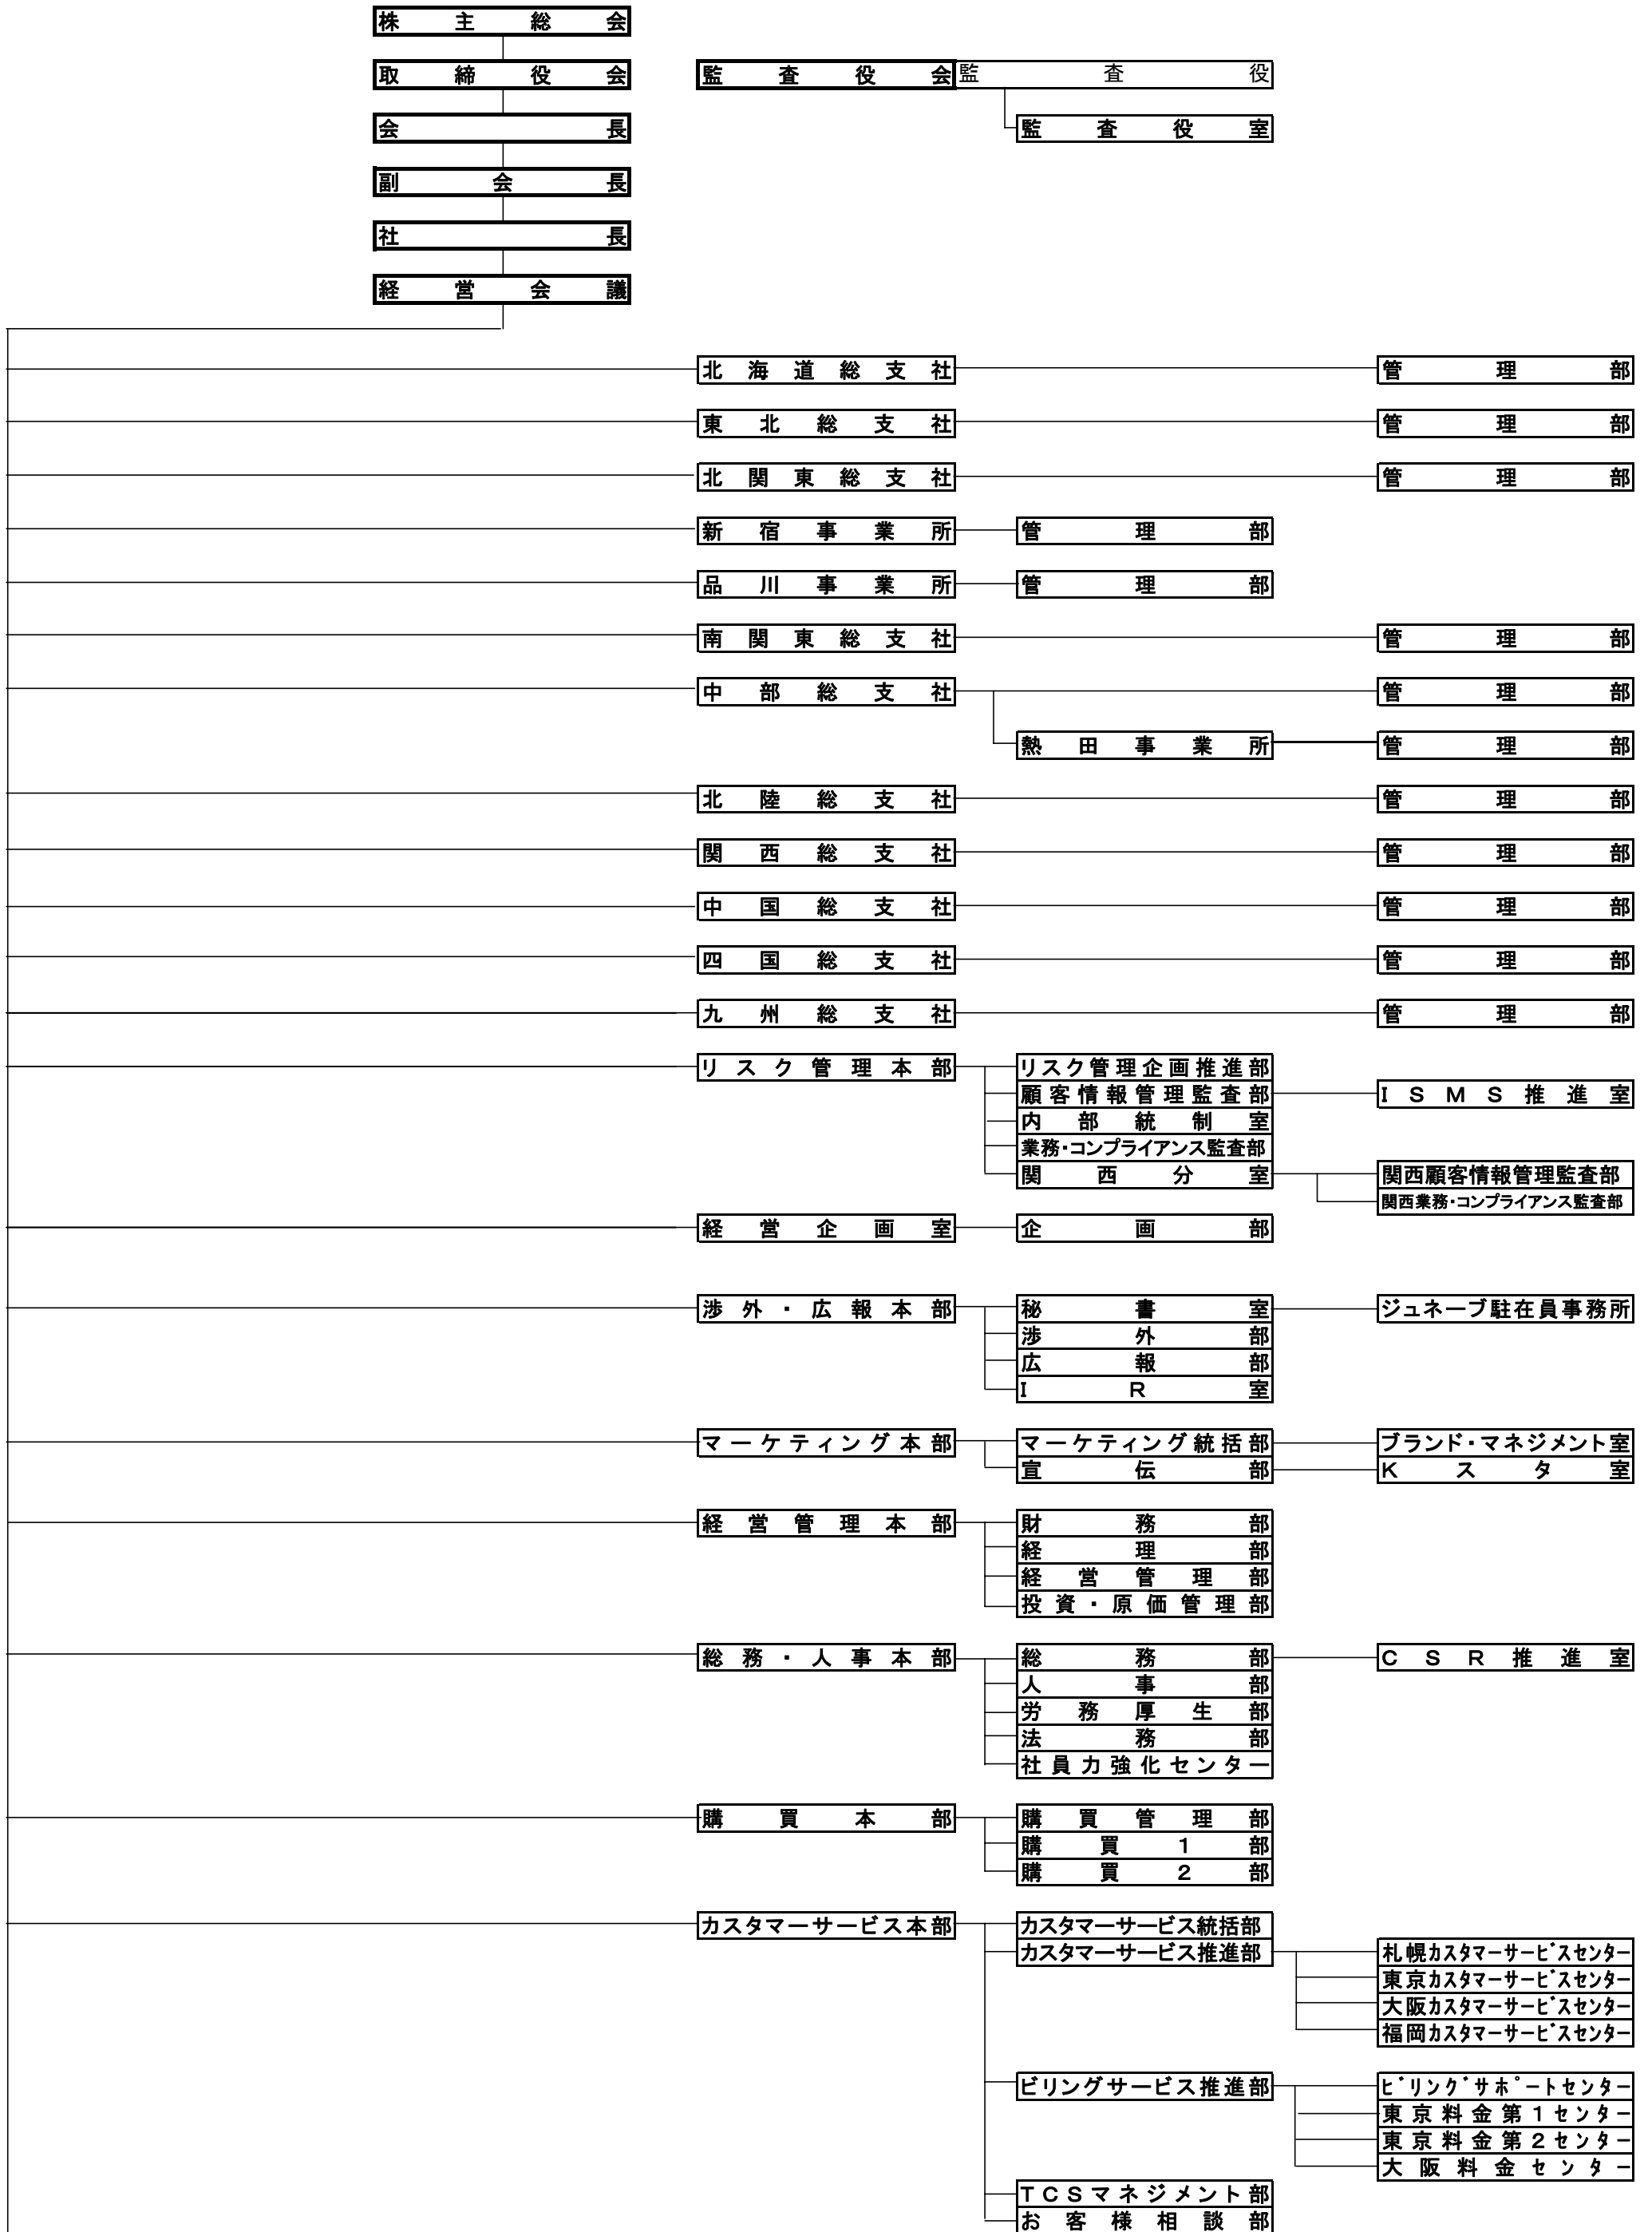 株主総会
取締役会 監査役会 監査役
会長 監査役室
副会長
社長
経営会議
北海道総支社 管理部
東北総支社 管理部
北関東総支社 管理部
新宿事業所 管理部
品川事業所 管理部
南関東総支社 管理部
中部総支社 管理部
熱田事業所 管理部
北陸総支社 管理部
関西総支社 管理部
中国総支社 管理部
四国総支社 管理部
九州総支社 管理部
リスク管理本部 リスク管理企画推進部
顧客情報管理監査部 ISMS推進室
内部統制室
業務・コンプライアンス監査部
関西分室 関西顧客情報管理監査部
関西業務・コンプライアンス監査部
経営企画室 企画部
渉外・広報本部 秘書室 ジュネーブ駐在員事務所
渉外部
広報部
IR室
マーケティング本部 マーケティング統括部 ブランド・マネジメント室
宣伝部 Kスタ室
経営管理本部 財務部
経理部
経営管理部
投資・原価管理部
総務・人事本部 総務部 CSR推進室
人事部
労務厚生部
法務部
社員力強化センター
購買本部 購買管理部
購買1部
購買2部
カスタマーサービス本部 カスタマーサービス統括部
カスタマーサービス推進部 札幌カスタマーサービスセンター
東京カスタマーサービスセンター
大阪カスタマーサービスセンター
福岡カスタマーサービスセンター
ビリングサービス推進部 ビリングサポートセンター
東京料金第1センター
東京料金第2センター
大阪料金センター
TCSマネジメント部
お客様相談部